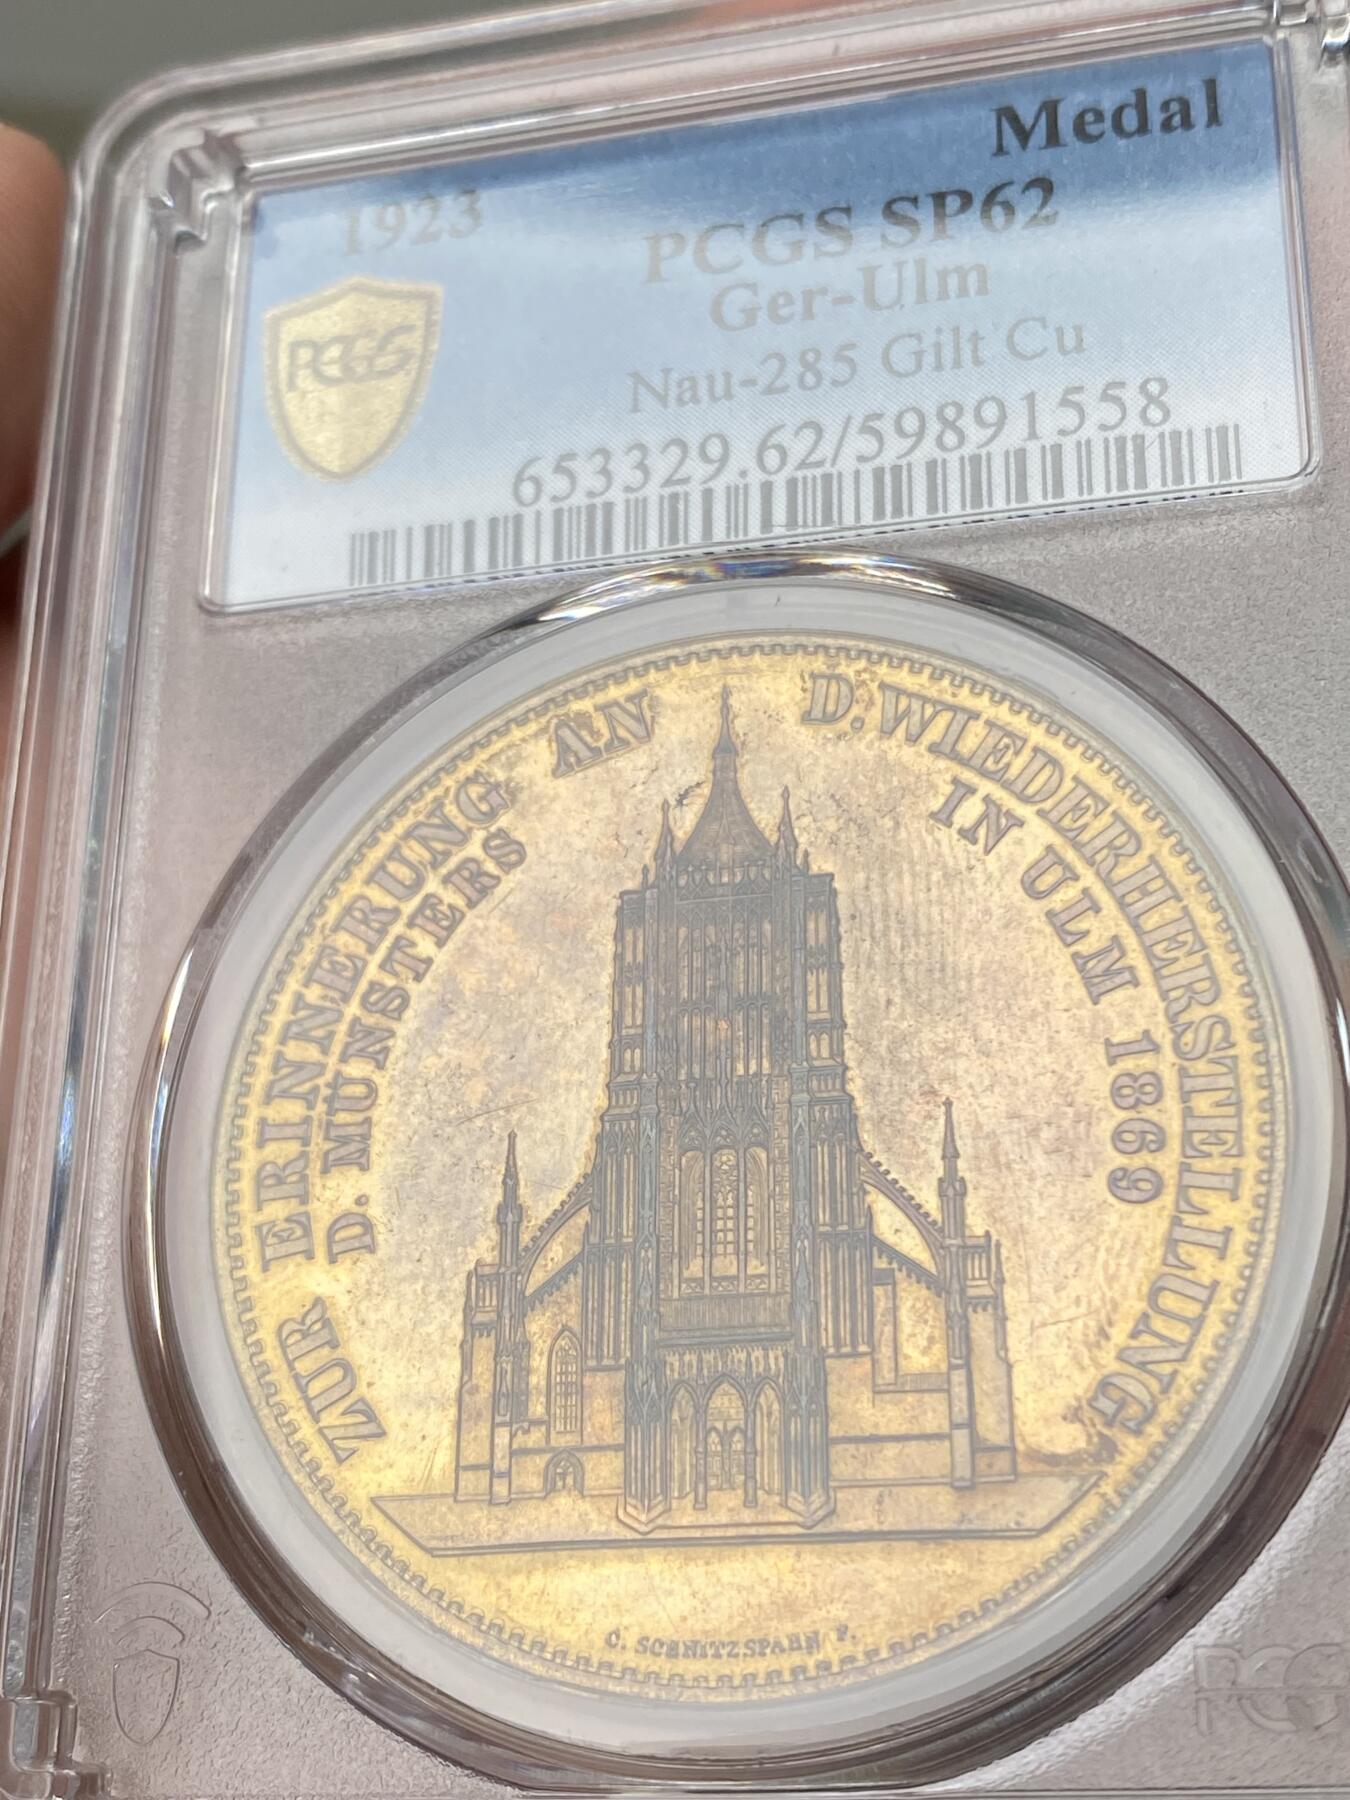 1923
Medal
PCGS SP62
Ger-Ulm
Nau-285 Gilt Cu
653329.62/59891558
PCGS
ZUR ERINNERUNG AN D. WIEDERHERSTELLUNG
D. MÜNSTERS IN ULM 1869
C. SCHNITZSPAHN F.
PCGS